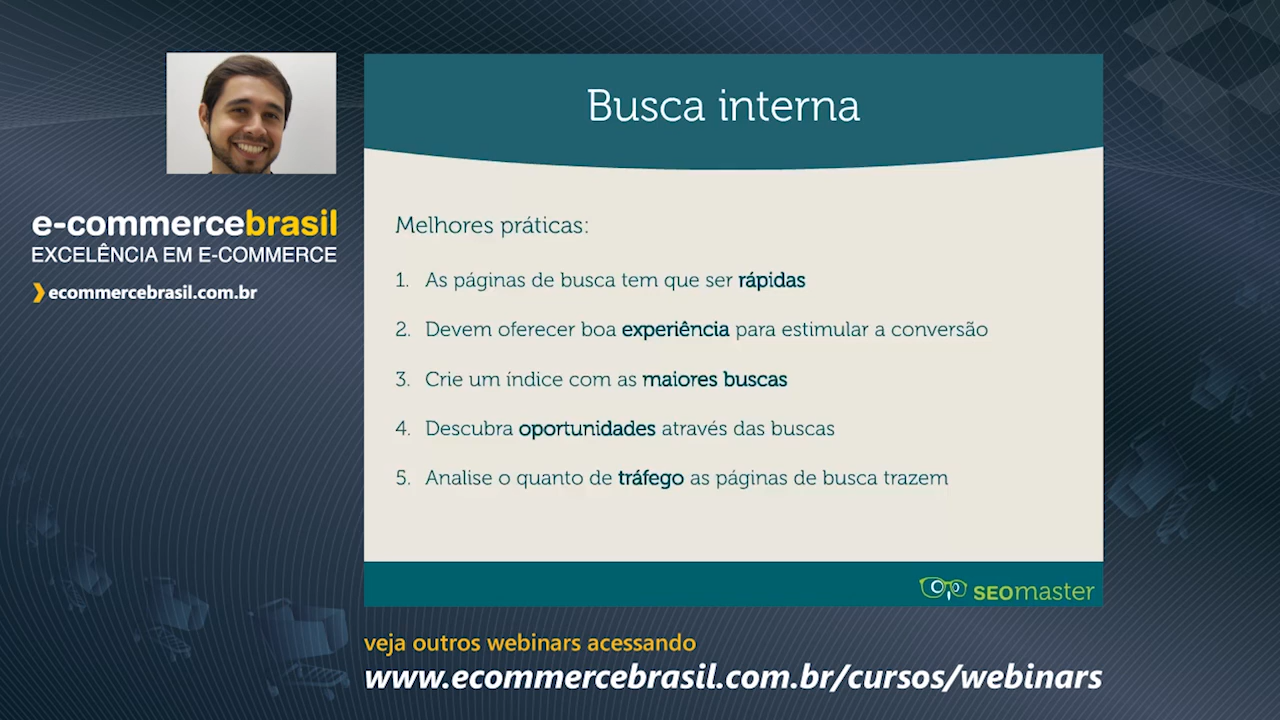 e-commercebrasil
EXCELÊNCIA EM E-COMMERCE
ecommercebrasil.com.br
Busca interna
Melhores práticas:
1. As páginas de busca tem que ser rápidas
2. Devem oferecer boa experiência para estimular a conversão
3. Crie um índice com as maiores buscas
4. Descubra oportunidades através das buscas
5. Analise o quanto de tráfego as páginas de busca trazem
SEOmaster
veja outros webinars acessando
www.ecommercebrasil.com.br/cursos/webinars